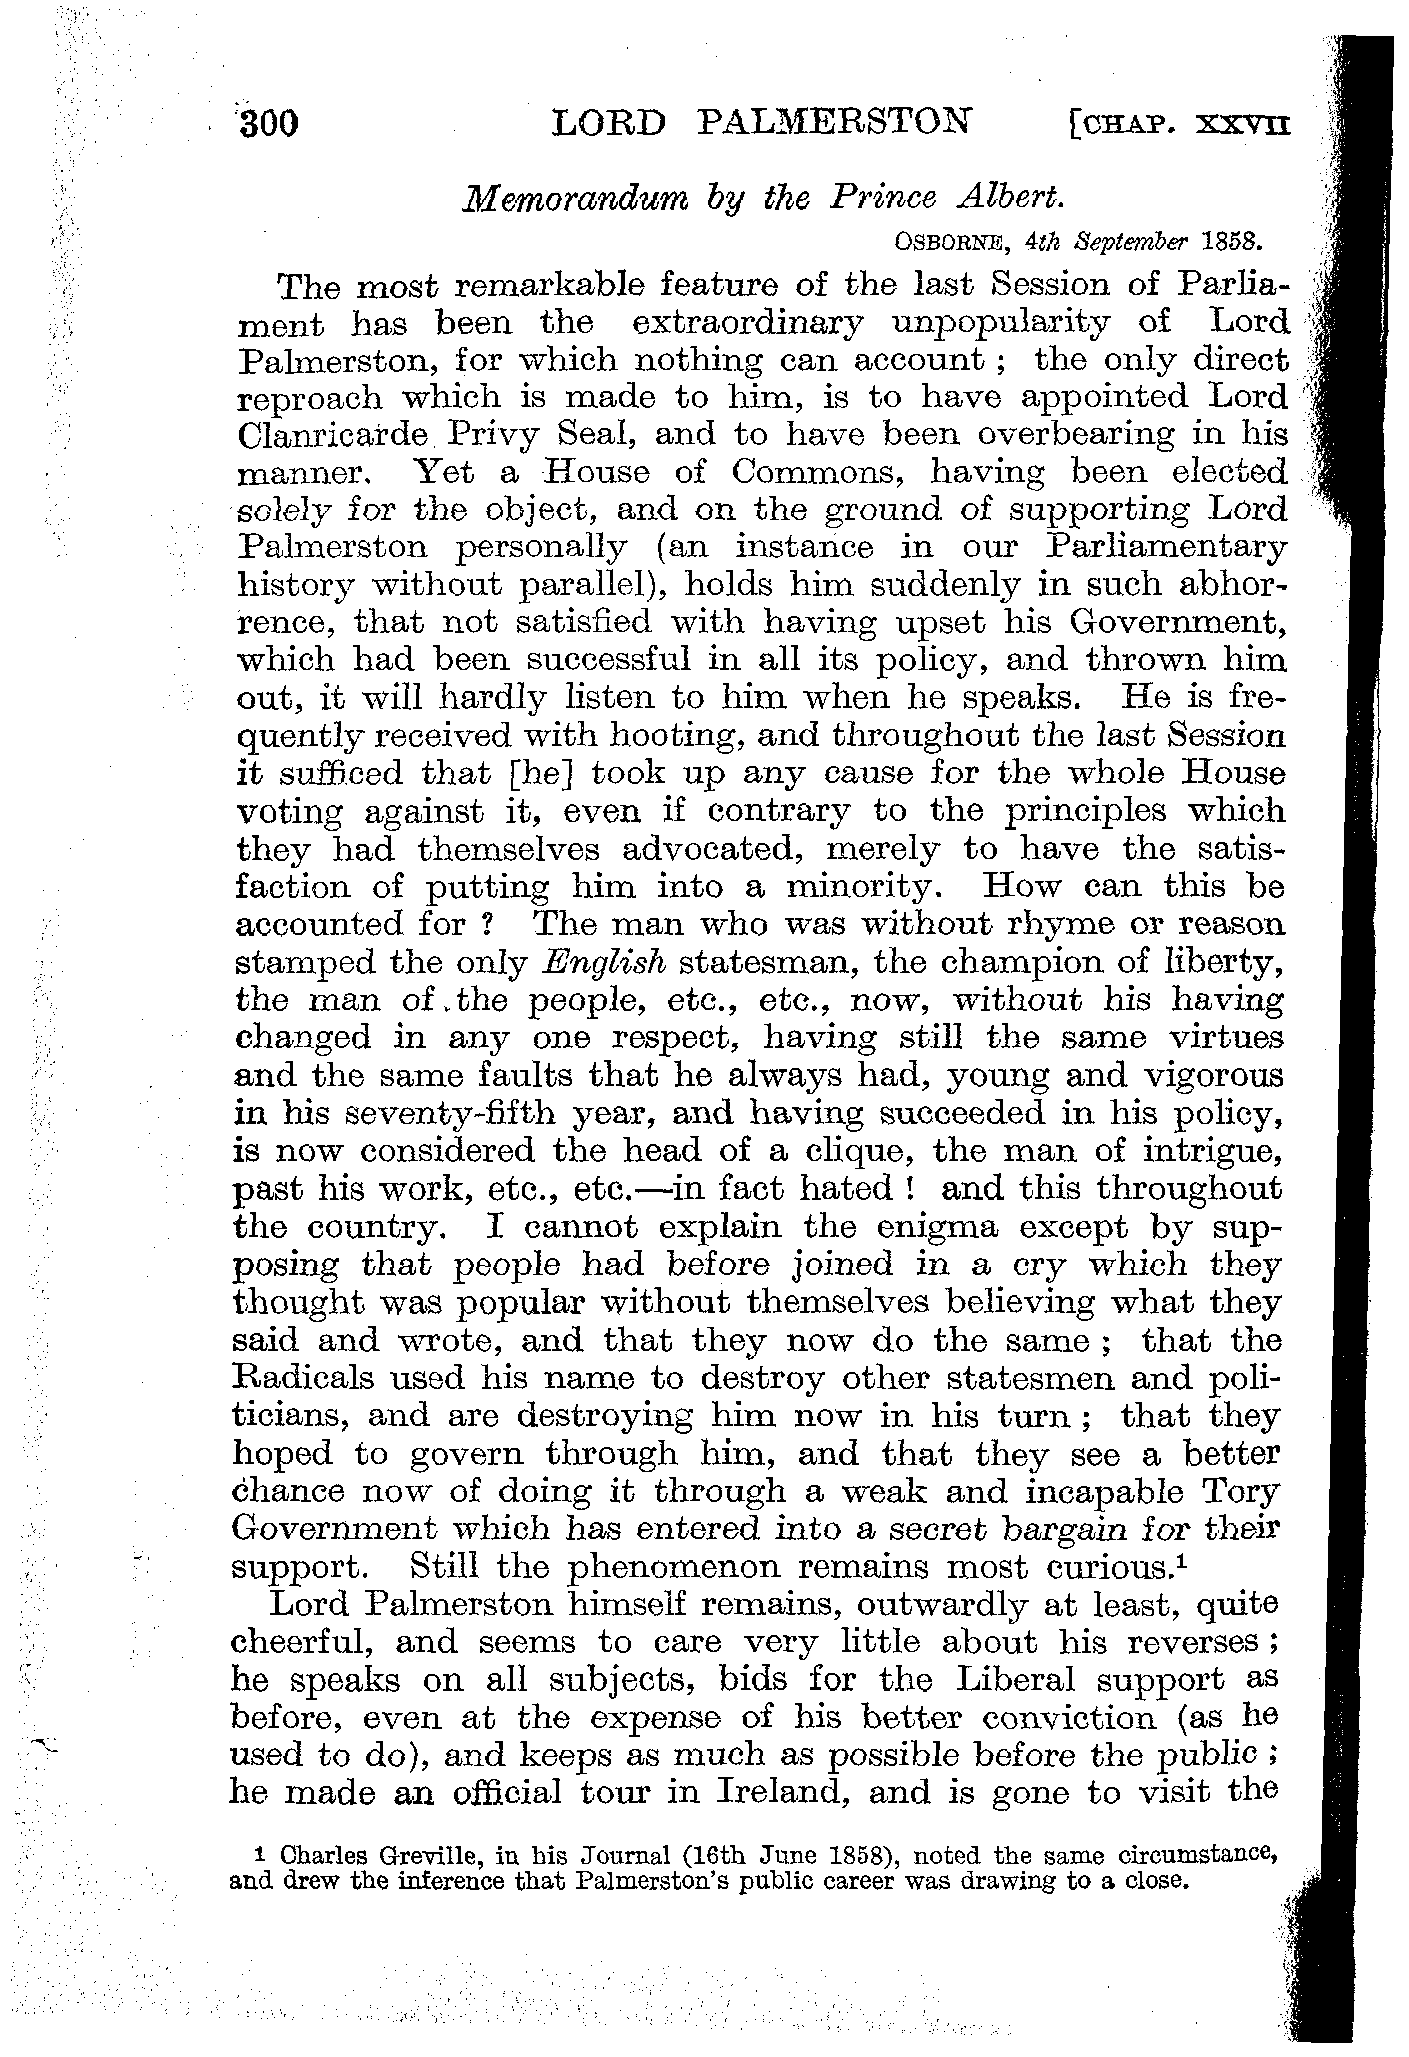 300 LORD PALMERSTON [CHAP. XXVII
Memorandum by the Prince Albert.
OSBORNE, 4th September 1858.
The most remarkable feature of the last Session of Parlia-
ment has been the extraordinary unpopularity of Lord
Palmerston, for which nothing can account ; the only direct
reproach which is made to him, is to have appointed Lord
Clanricarde Privy Seal, and to have been overbearing in his
manner. Yet a House of Commons, having been elected
solely for the object, and on the ground of supporting Lord
Palmerston personally (an instance in our Parliamentary
history without parallel), holds him suddenly in such abhor-
rence, that not satisfied with having upset his Government,
which had been successful in all its policy, and thrown him
out, it will hardly listen to him when he speaks. He is fre-
quently received with hooting, and throughout the last Session
it sufficed that [he] took up any cause for the whole House
voting against it, even if contrary to the principles which
they had themselves advocated, merely to have the satis-
faction of putting him into a minority. How can this be
accounted for ? The man who was without rhyme or reason
stamped the only English statesman, the champion of liberty,
the man of the people, etc., etc., now, without his having
changed in any one respect, having still the same virtues
and the same faults that he always had, young and vigorous
in his seventy-fifth year, and having succeeded in his policy,
is now considered the head of a clique, the man of intrigue,
past his work, etc., etc.—in fact hated ! and this throughout
the country. I cannot explain the enigma except by sup-
posing that people had before joined in a cry which they
thought was popular without themselves believing what they
said and wrote, and that they now do the same ; that the
Radicals used his name to destroy other statesmen and poli-
ticians, and are destroying him now in his turn ; that they
hoped to govern through him, and that they see a better
chance now of doing it through a weak and incapable Tory
Government which has entered into a secret bargain for their
support. Still the phenomenon remains most curious.¹
Lord Palmerston himself remains, outwardly at least, quite
cheerful, and seems to care very little about his reverses ;
he speaks on all subjects, bids for the Liberal support as
before, even at the expense of his better conviction (as he
used to do), and keeps as much as possible before the public ;
he made an official tour in Ireland, and is gone to visit the
1 Charles Greville, in his Journal (16th June 1858), noted the same circumstance,
and drew the inference that Palmerston's public career was drawing to a close.